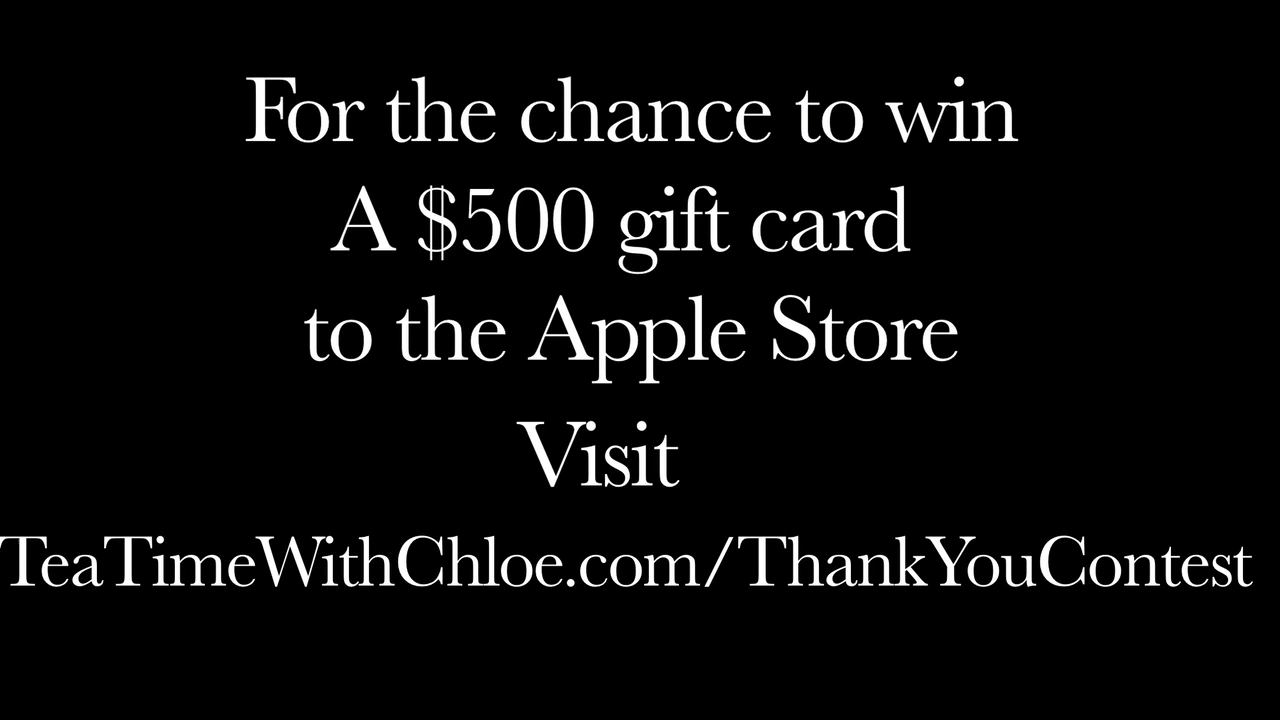 For the chance to win
A $500 gift card
to the Apple Store
Visit
TeaTimeWithChloe.com/ThankYouContest